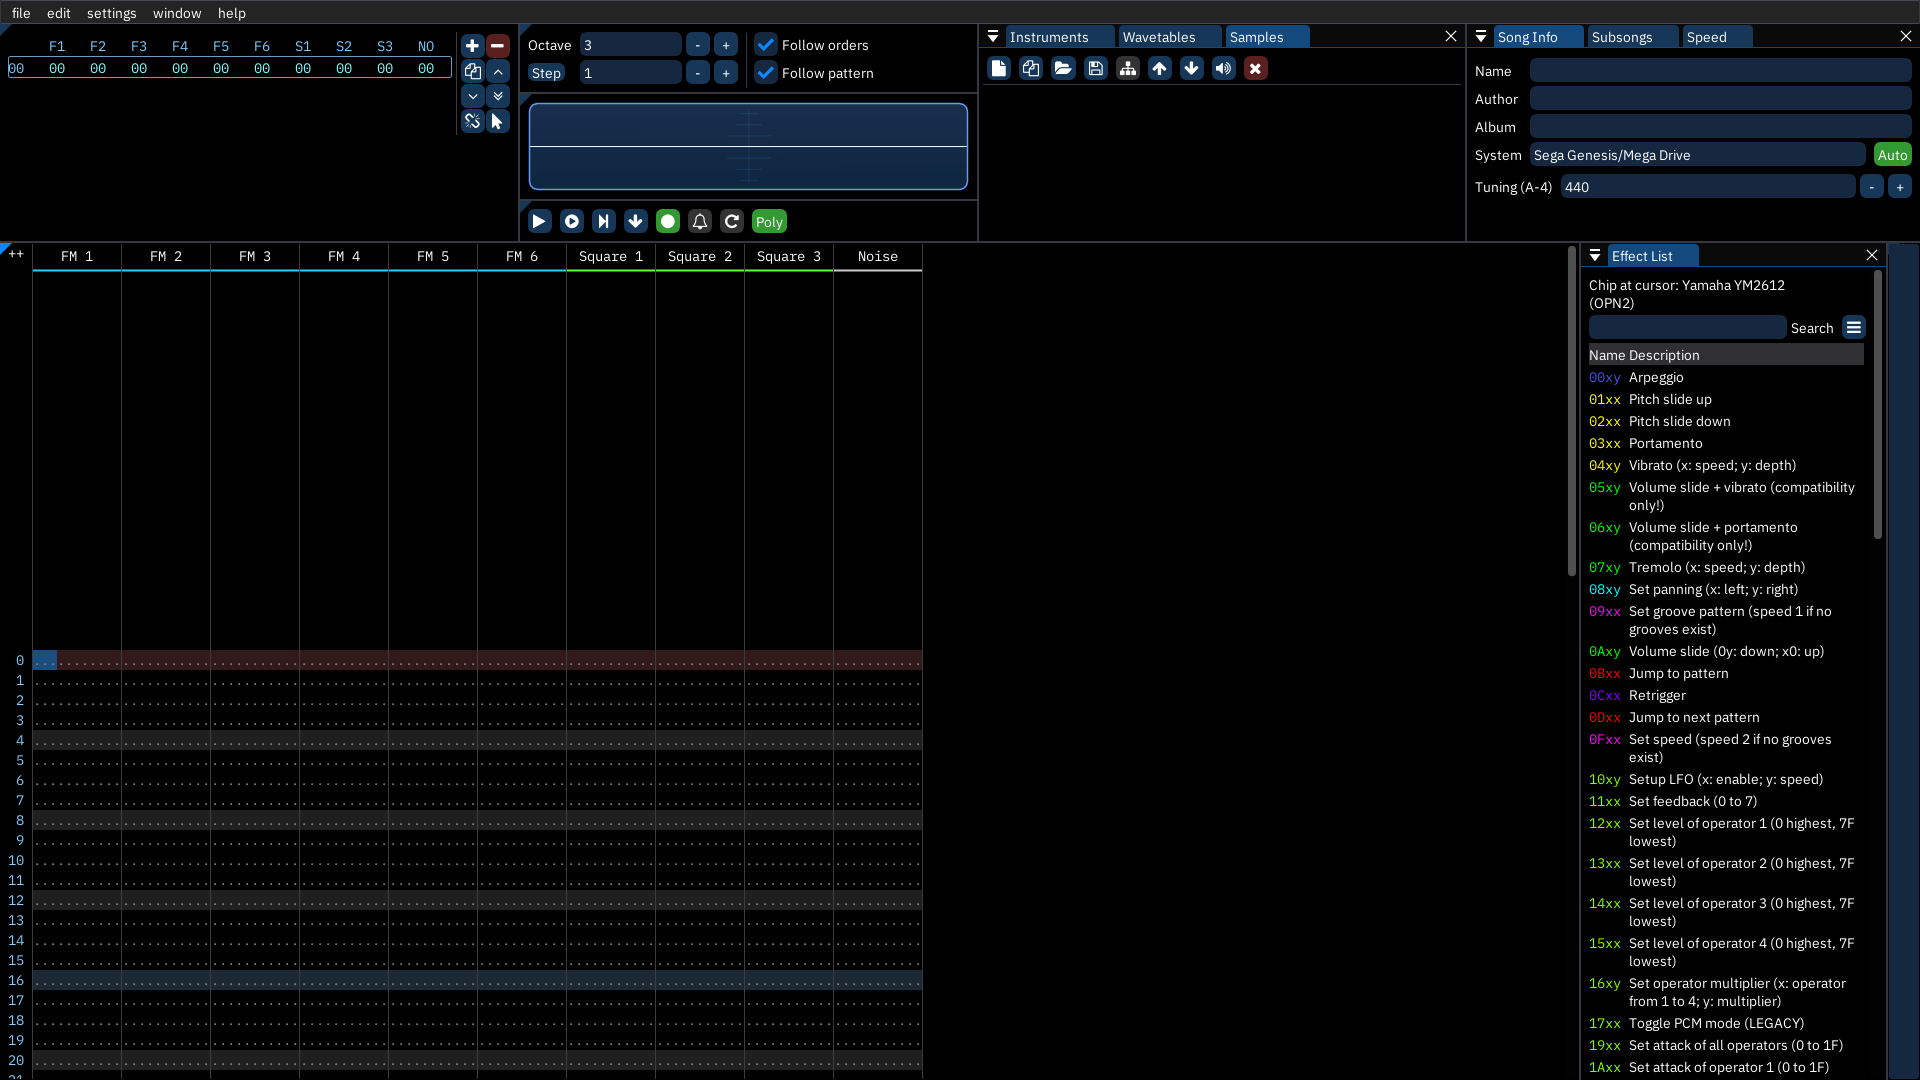 file edit settings window help
F1 F2 F3 F4 F5 F6 S1 S2 S3 NO
00 00 00 00 00 00 00 00 00 00 00
Octave 3 - + Follow orders
Step 1 - + Follow pattern
Poly
Instruments Wavetables Samples
Song Info Subsongs Speed
Name
Author
Album
System Sega Genesis/Mega Drive Auto
Tuning (A-4) 440 - +
++ FM 1 FM 2 FM 3 FM 4 FM 5 FM 6 Square 1 Square 2 Square 3 Noise
0
1
2
3
4
5
6
7
8
9
10
11
12
13
14
15
16
17
18
19
20
21
Effect List
Chip at cursor: Yamaha YM2612
(OPN2)
Search
Name Description
00xy Arpeggio
01xx Pitch slide up
02xx Pitch slide down
03xx Portamento
04xy Vibrato (x: speed; y: depth)
05xy Volume slide + vibrato (compatibility
only!)
06xy Volume slide + portamento
(compatibility only!)
07xy Tremolo (x: speed; y: depth)
08xy Set panning (x: left; y: right)
09xx Set groove pattern (speed 1 if no
grooves exist)
0Axy Volume slide (0y: down; x0: up)
0Bxx Jump to pattern
0Cxx Retrigger
0Dxx Jump to next pattern
0Fxx Set speed (speed 2 if no grooves
exist)
10xy Setup LFO (x: enable; y: speed)
11xx Set feedback (0 to 7)
12xx Set level of operator 1 (0 highest, 7F
lowest)
13xx Set level of operator 2 (0 highest, 7F
lowest)
14xx Set level of operator 3 (0 highest, 7F
lowest)
15xx Set level of operator 4 (0 highest, 7F
lowest)
16xy Set operator multiplier (x: operator
from 1 to 4; y: multiplier)
17xx Toggle PCM mode (LEGACY)
19xx Set attack of all operators (0 to 1F)
1Axx Set attack of operator 1 (0 to 1F)